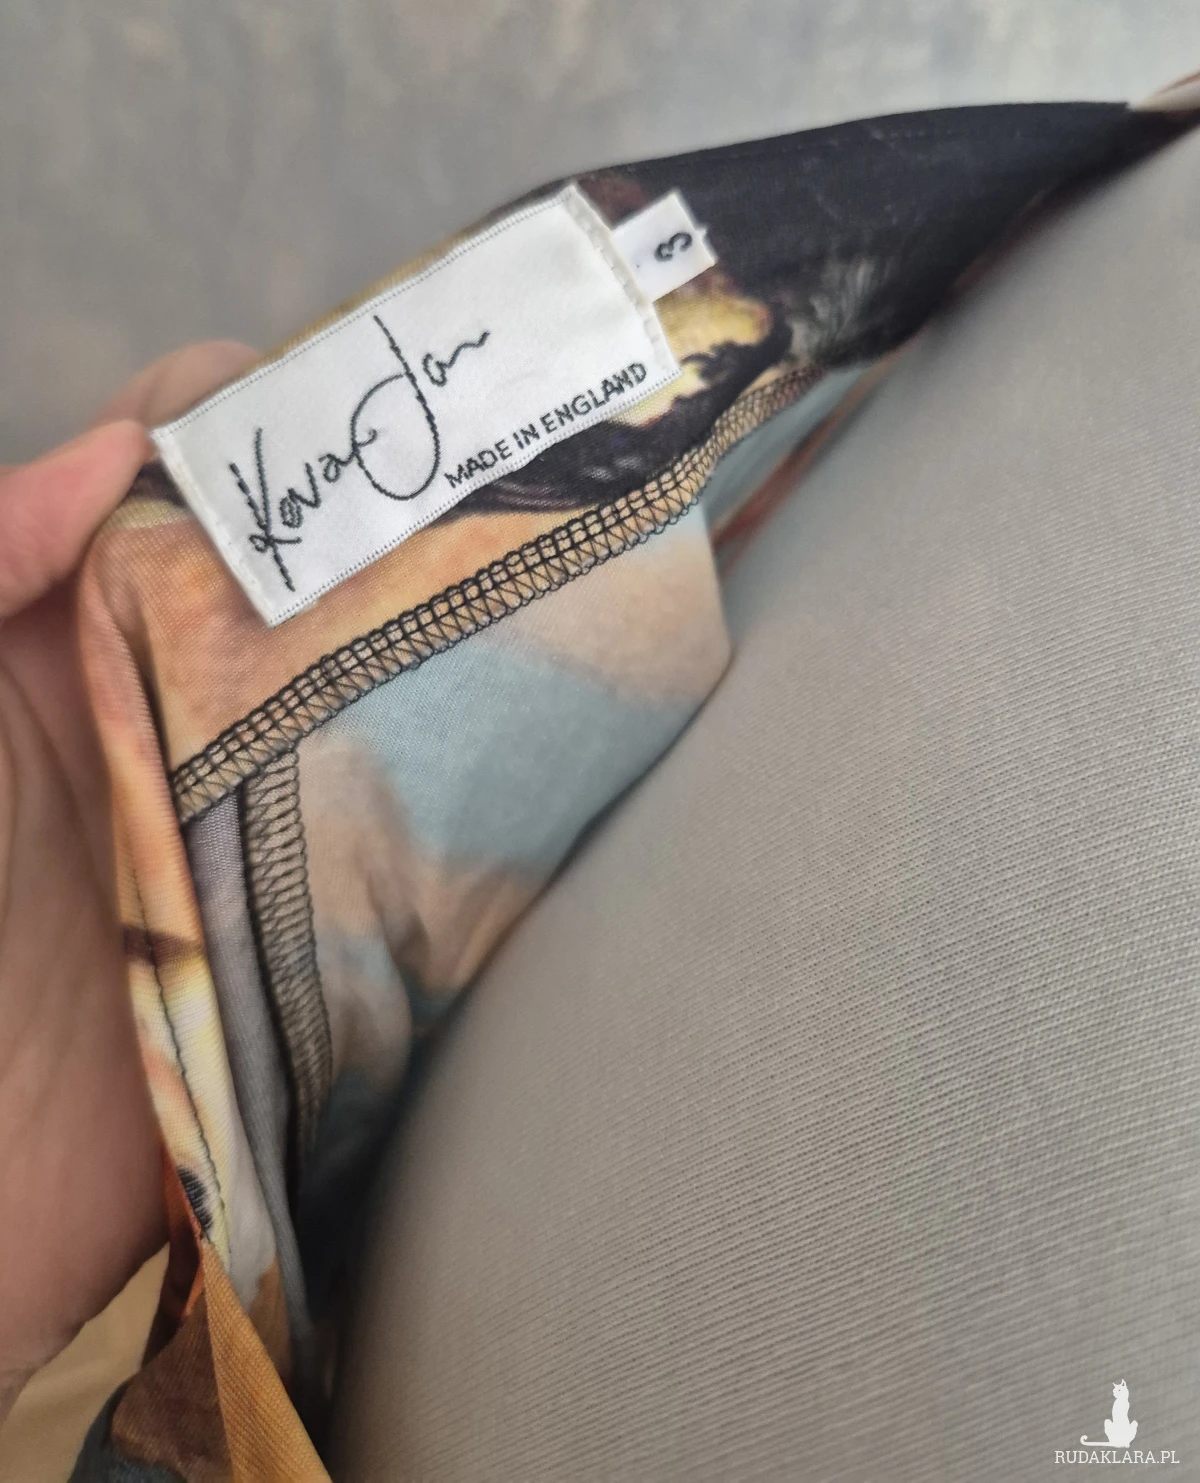 Kova Jan
MADE IN ENGLAND
3
RUDAKLARA.PL